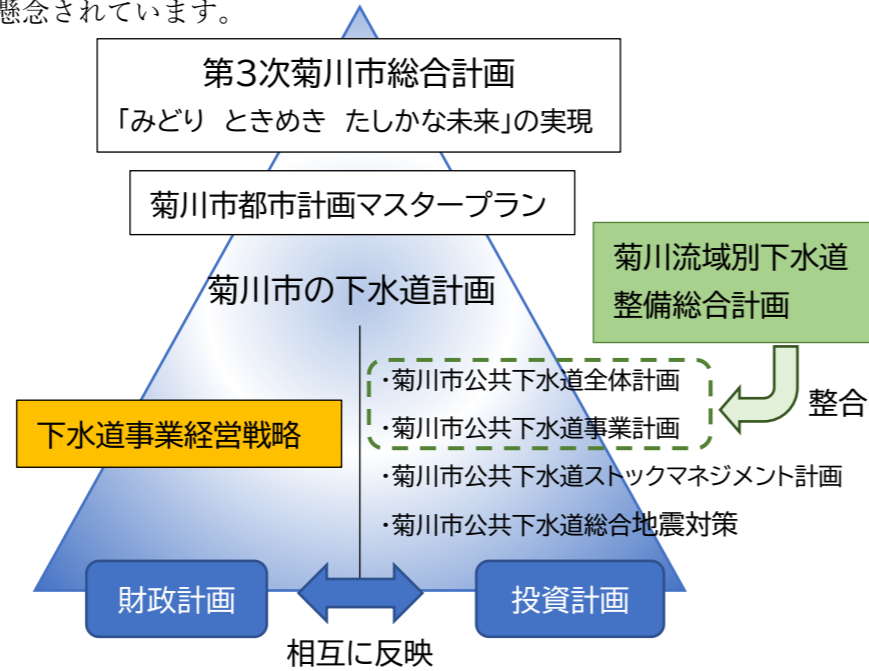 懸念されています。
第3次菊川市総合計画
「みどり ときめき たしかな未来」の実現
菊川市都市計画マスタープラン
菊川市の下水道計画
菊川流域別下水道
整備総合計画
・菊川市公共下水道全体計画
・菊川市公共下水道事業計画
整合
下水道事業経営戦略
・菊川市公共下水道ストックマネジメント計画
・菊川市公共下水道総合地震対策
財政計画
投資計画
相互に反映